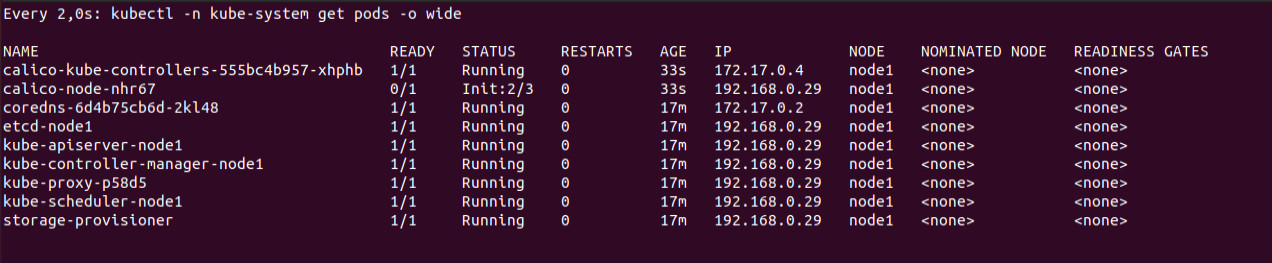 Every 2,0s: kubectl -n kube-system get pods -o wide
NAME READY STATUS RESTARTS AGE IP NODE NOMINATED NODE READINESS GATES
calico-kube-controllers-555bc4b957-xhphb 1/1 Running 0 33s 172.17.0.4 node1 <none> <none>
calico-node-nhr67 0/1 Init:2/3 0 33s 192.168.0.29 node1 <none> <none>
coredns-6d4b75cb6d-2kl48 1/1 Running 0 17m 172.17.0.2 node1 <none> <none>
etcd-node1 1/1 Running 0 17m 192.168.0.29 node1 <none> <none>
kube-apiserver-node1 1/1 Running 0 17m 192.168.0.29 node1 <none> <none>
kube-controller-manager-node1 1/1 Running 0 17m 192.168.0.29 node1 <none> <none>
kube-proxy-p58d5 1/1 Running 0 17m 192.168.0.29 node1 <none> <none>
kube-scheduler-node1 1/1 Running 0 17m 192.168.0.29 node1 <none> <none>
storage-provisioner 1/1 Running 0 17m 192.168.0.29 node1 <none> <none>